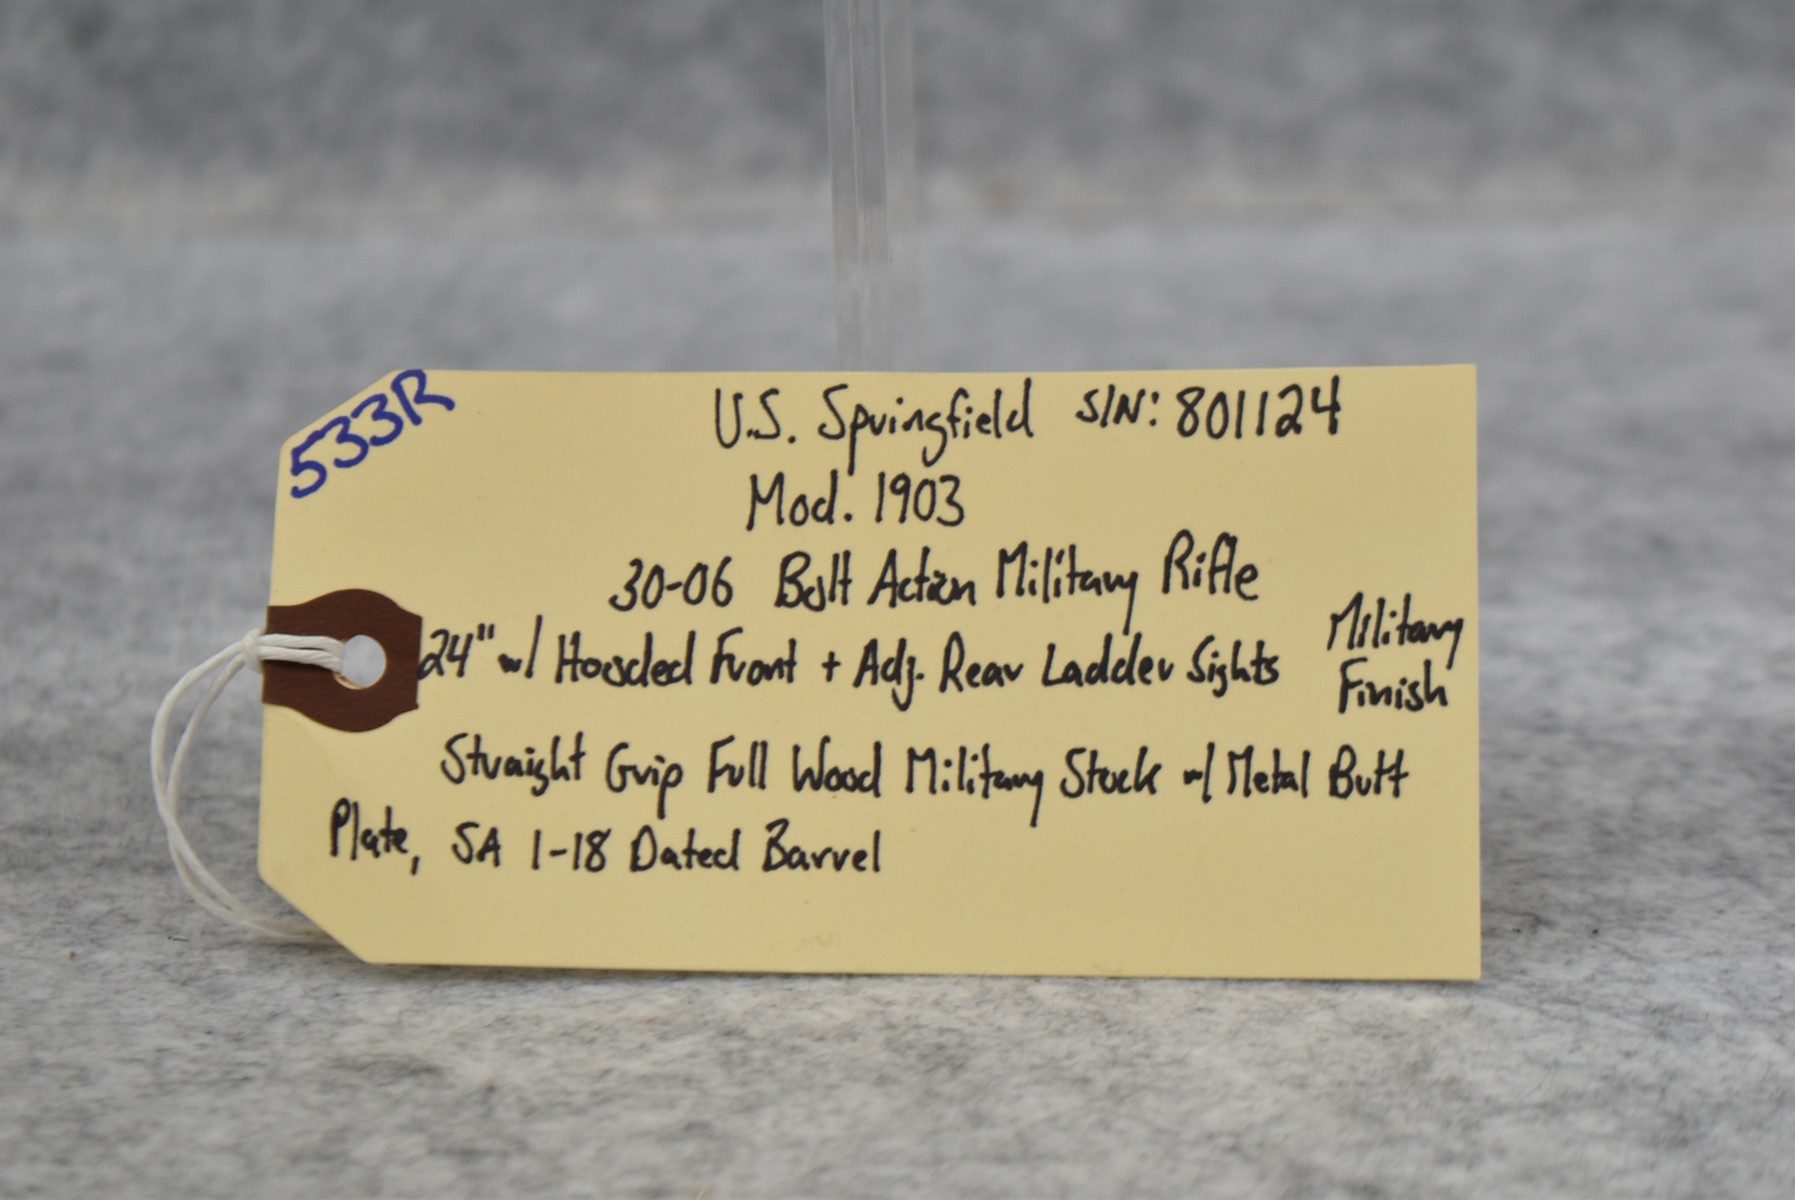 533R
U.S. Springfield S/N: 801124
Mod. 1903
30-06 Bolt Action Military Rifle
24" w/ Hooded Front + Adj. Rear Ladder Sights
Military
Finish
Straight Grip Full Wood Military Stock w/ Metal Butt
Plate, SA 1-18 Dated Barrel